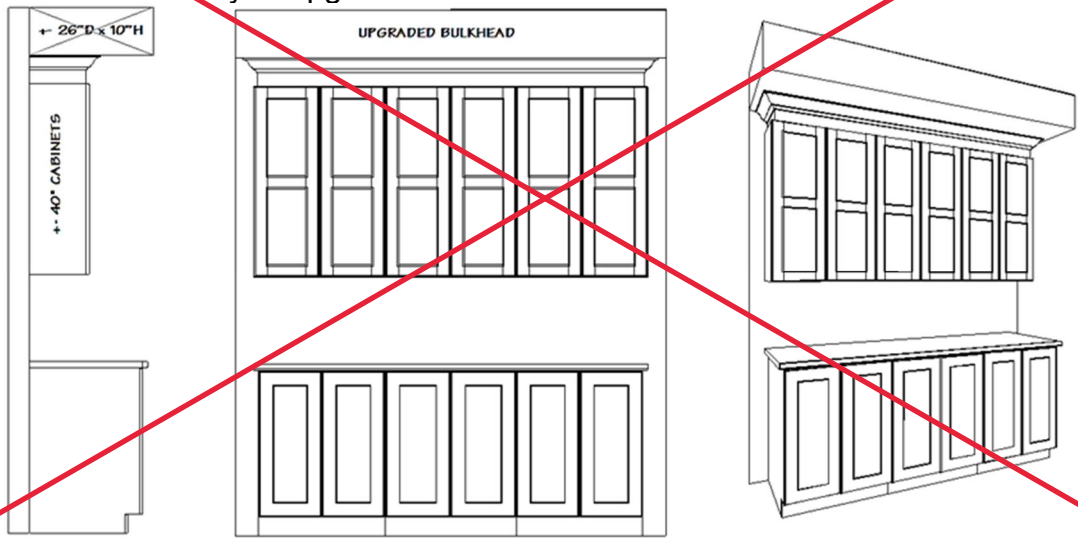 +- 26"D x 10"H
UPGRADED BULKHEAD
+- 40" CABINETS